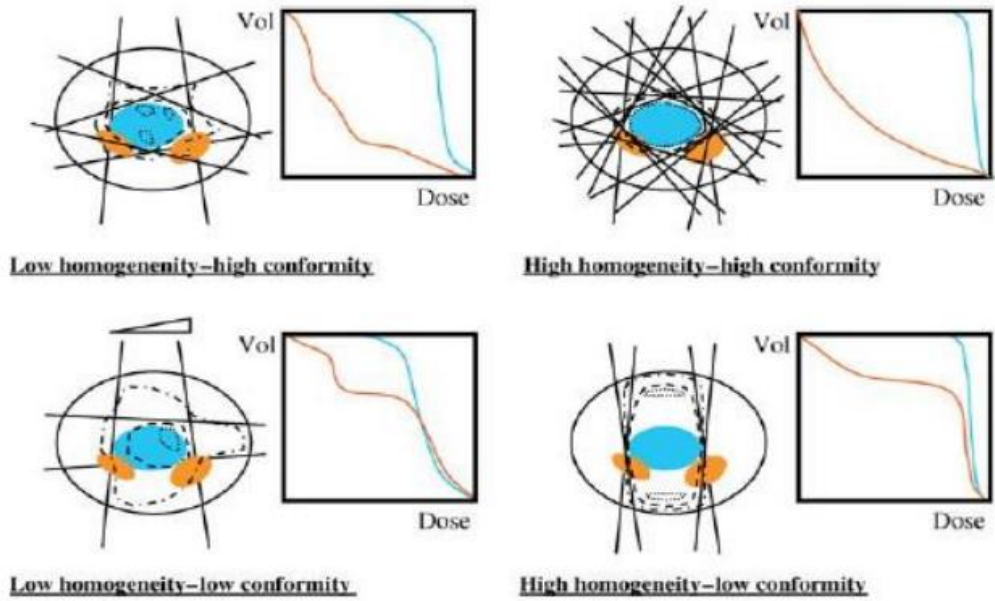 Vol
Dose
Vol
Dose
Low homogenenity–high conformity
High homogeneity–high conformity
Vol
Dose
Vol
Dose
Low homogeneity–low conformity
High homogeneity–low conformity